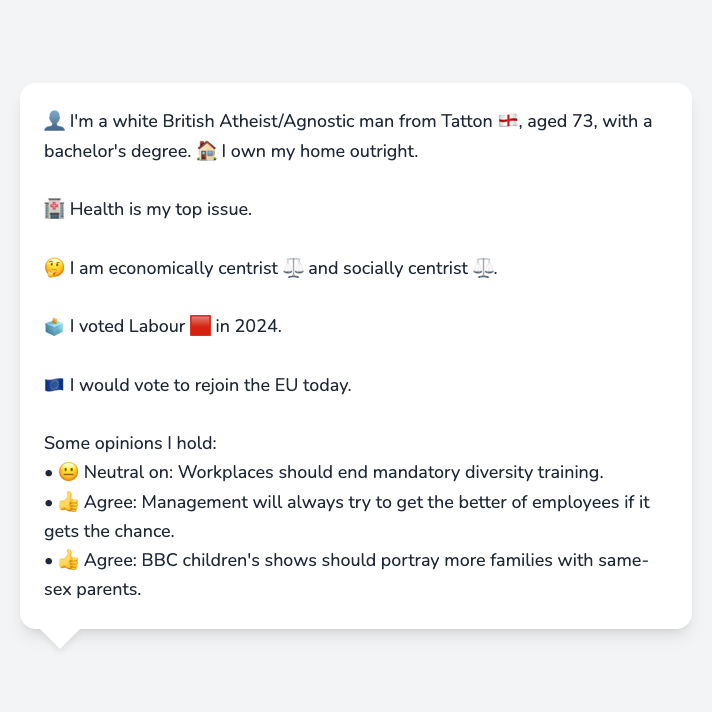 👤 I'm a white British Atheist/Agnostic man from Tatton 🏴󠁧󠁢󠁥󠁮󠁧󠁿, aged 73, with a
bachelor's degree. 🏠 I own my home outright.
🏥 Health is my top issue.
🤔 I am economically centrist ⚖️ and socially centrist ⚖️.
🗳️ I voted Labour 🟥 in 2024.
🇪🇺 I would vote to rejoin the EU today.
Some opinions I hold:
• 😐 Neutral on: Workplaces should end mandatory diversity training.
• 👍 Agree: Management will always try to get the better of employees if it
gets the chance.
• 👍 Agree: BBC children's shows should portray more families with same-
sex parents.